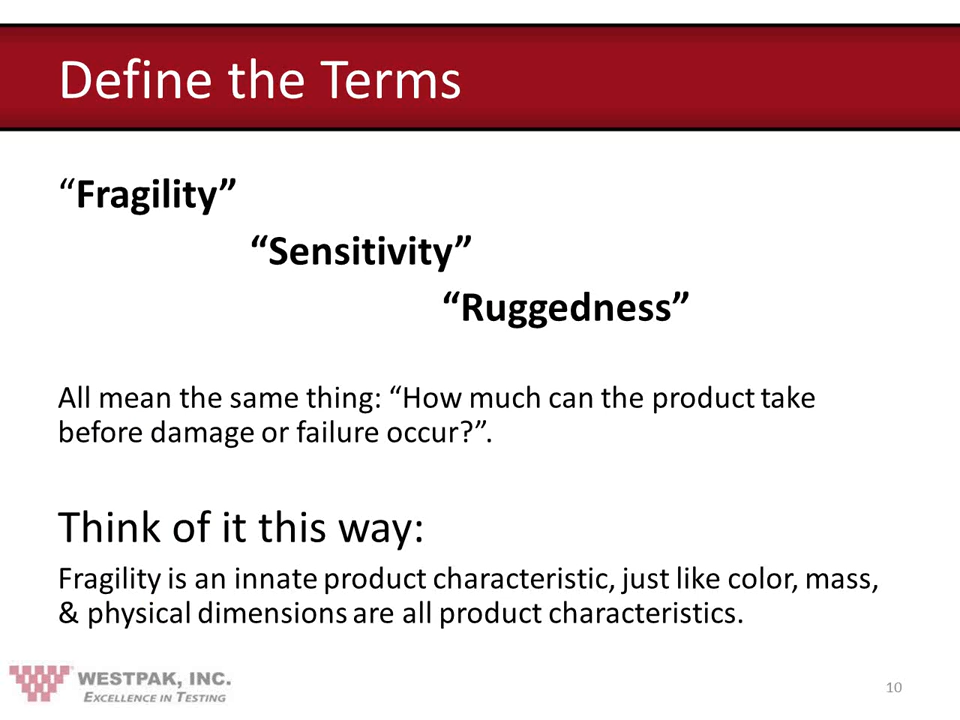 Define the Terms
“Fragility”
“Sensitivity”
“Ruggedness”
All mean the same thing: “How much can the product take
before damage or failure occur?”.
Think of it this way:
Fragility is an innate product characteristic, just like color, mass,
& physical dimensions are all product characteristics.
WESTPAK, INC.
EXCELLENCE IN TESTING
10